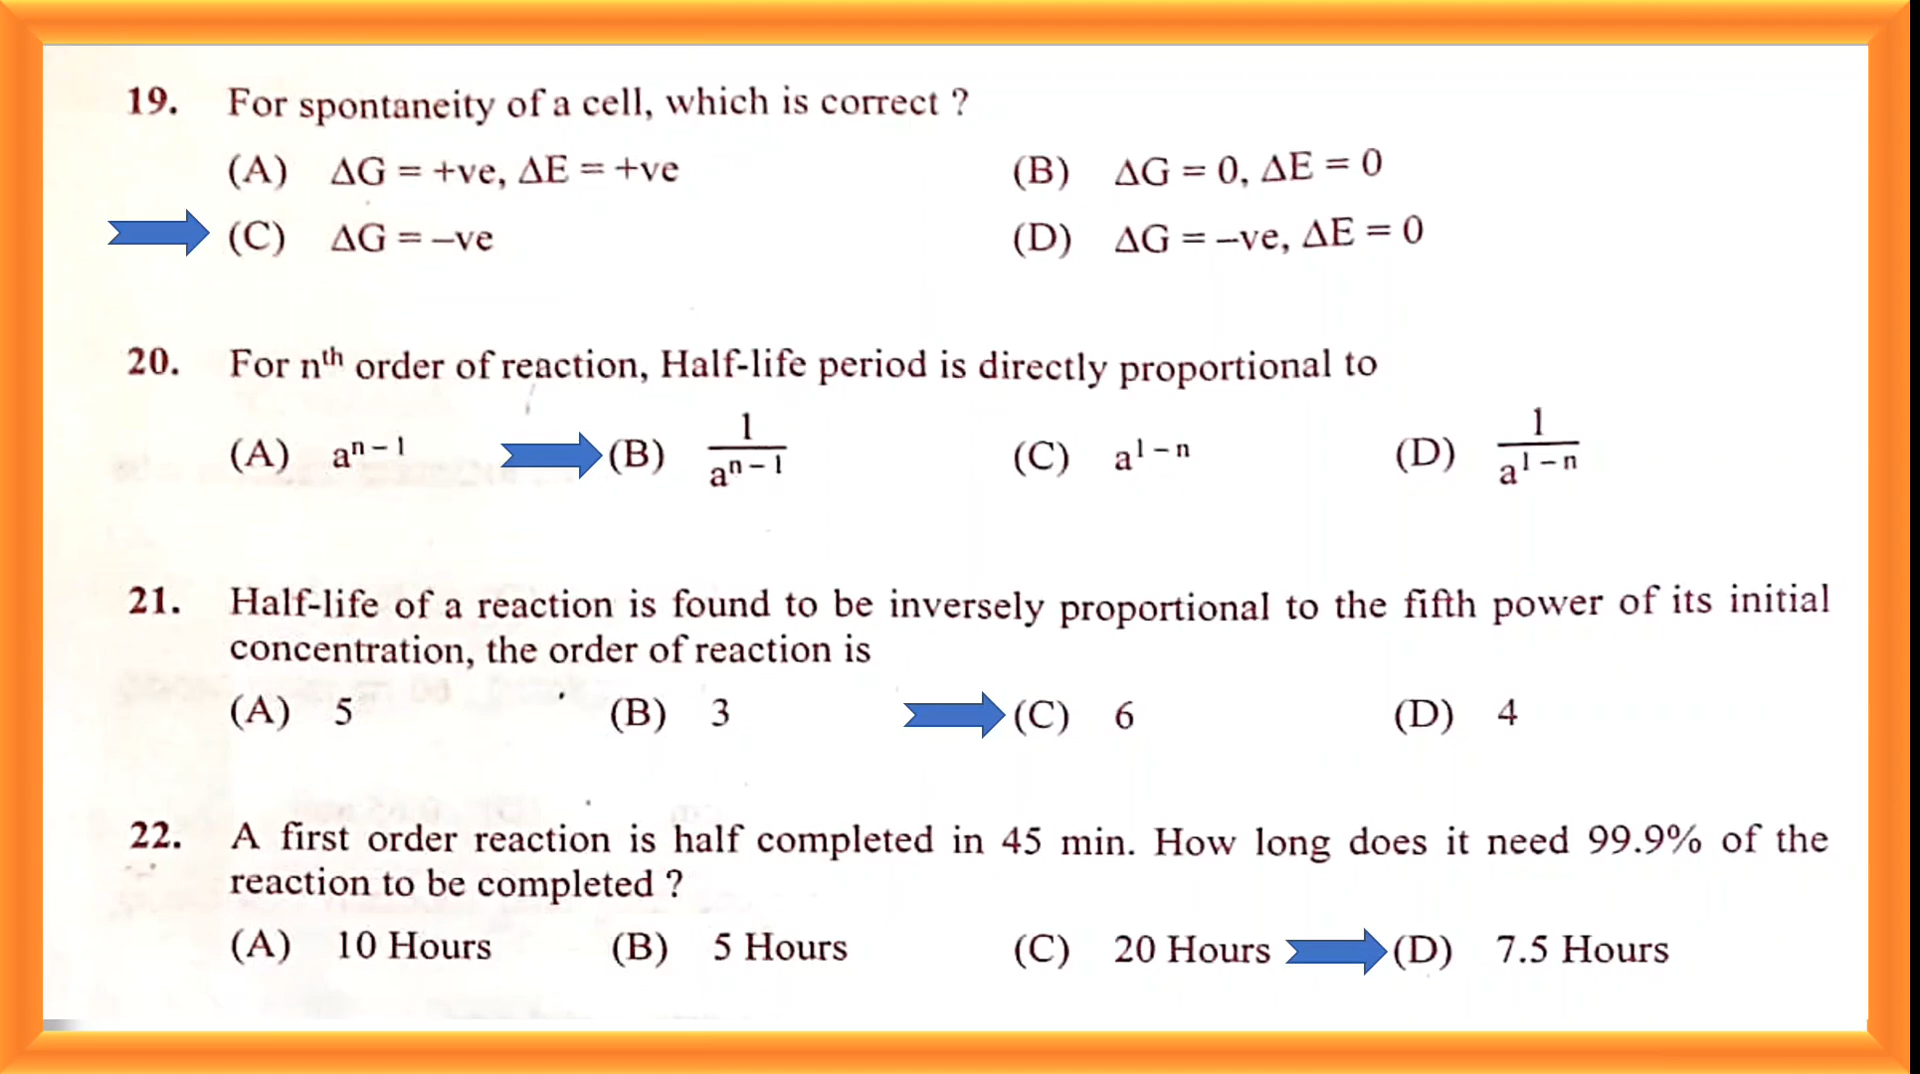 19. For spontaneity of a cell, which is correct ?
(A) ΔG = +ve, ΔE = +ve (B) ΔG = 0, ΔE = 0
(C) ΔG = –ve (D) ΔG = –ve, ΔE = 0
20. For nᵗʰ order of reaction, Half-life period is directly proportional to
(A) aⁿ⁻¹ (B) 1/aⁿ⁻¹ (C) a¹⁻ⁿ (D) 1/a¹⁻ⁿ
21. Half-life of a reaction is found to be inversely proportional to the fifth power of its initial
concentration, the order of reaction is
(A) 5 (B) 3 (C) 6 (D) 4
22. A first order reaction is half completed in 45 min. How long does it need 99.9% of the
reaction to be completed ?
(A) 10 Hours (B) 5 Hours (C) 20 Hours (D) 7.5 Hours